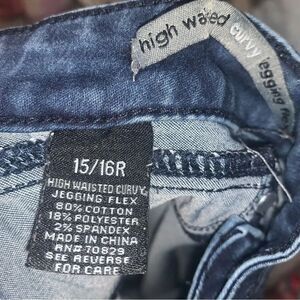 high waisted curvy jegging
15/16R
HIGH WAISTED CURVY
JEGGING FLEX
80% COTTON
18% POLYESTER
2% SPANDEX
MADE IN CHINA
RN# 70829
SEE REVERSE
FOR CARE